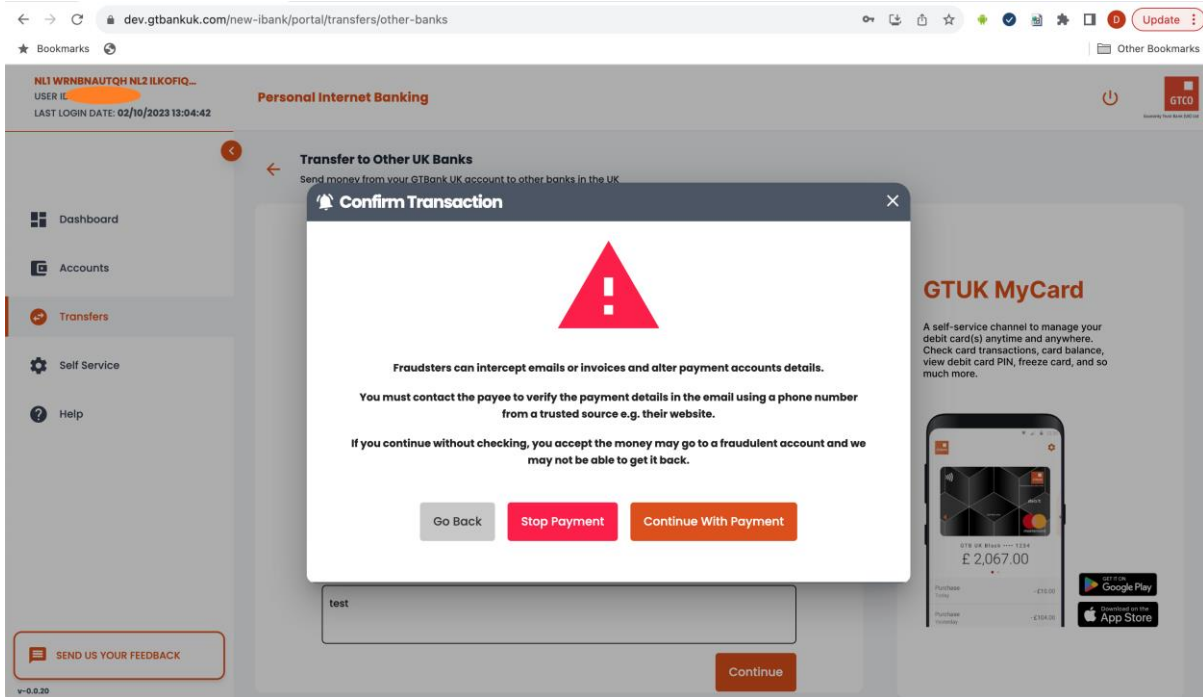 dev.gtbankuk.com/new-ibank/portal/transfers/other-banks
D
Update
Bookmarks
Other Bookmarks
NL1 WRNBNAUTQH NL2 ILKOFIQ...
USER I
LAST LOGIN DATE: 02/10/2023 13:04:42
Personal Internet Banking
GTCO
Transfer to Other UK Banks
Send money from your GTBank UK account to other banks in the UK
Dashboard
Accounts
Transfers
Self Service
Help
Confirm Transaction
Fraudsters can intercept emails or invoices and alter payment accounts details.
You must contact the payee to verify the payment details in the email using a phone number
from a trusted source e.g. their website.
If you continue without checking, you accept the money may go to a fraudulent account and we
may not be able to get it back.
Go Back
Stop Payment
Continue With Payment
test
Continue
GTUK MyCard
A self-service channel to manage your
debit card(s) anytime and anywhere.
Check card transactions, card balance,
view debit card PIN, freeze card, and so
much more.
£ 2,067.00
Purchase
Today
- £10.00
Purchase
Yesterday
- £104.00
GET IT ON
Google Play
Download on the
App Store
SEND US YOUR FEEDBACK
v-0.0.20